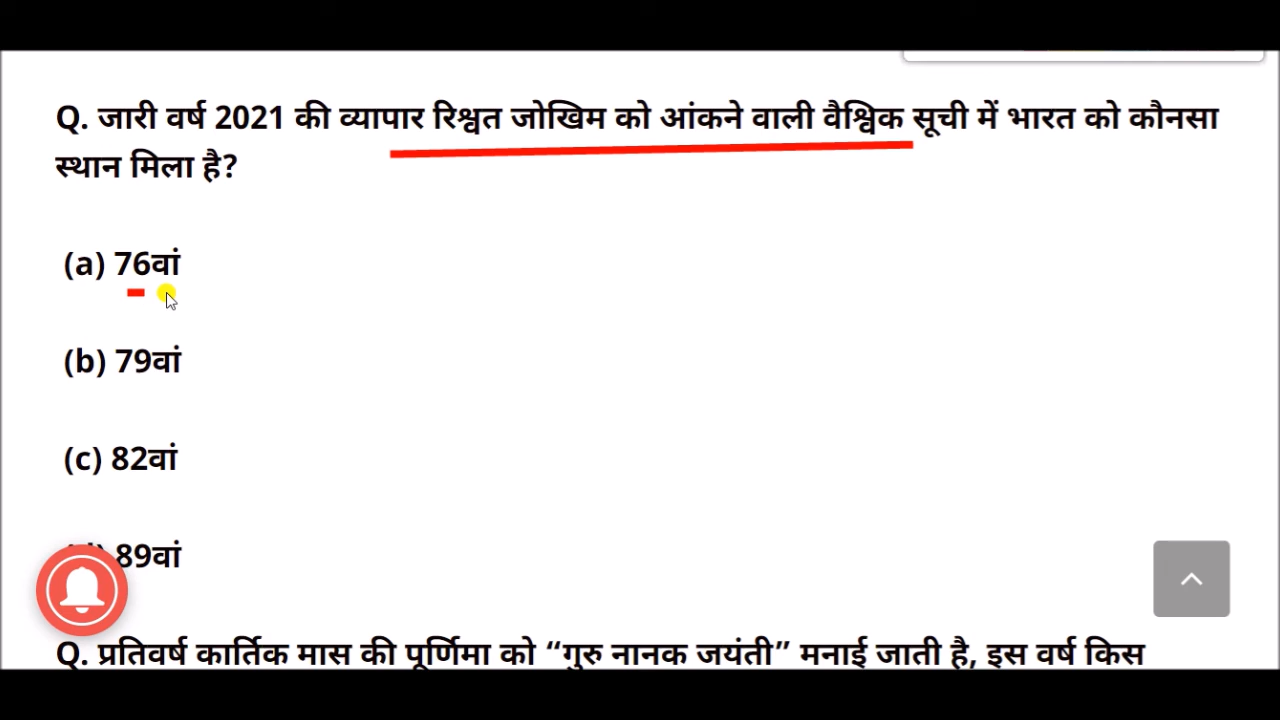 Q. जारी वर्ष 2021 की व्यापार रिश्वत जोखिम को आंकने वाली वैश्विक सूची में भारत को कौनसा
स्थान मिला है?
(a) 76वां
(b) 79वां
(c) 82वां
89वां
Q. प्रतिवर्ष कार्तिक मास की पूर्णिमा को “गुरु नानक जयंती” मनाई जाती है, इस वर्ष किस